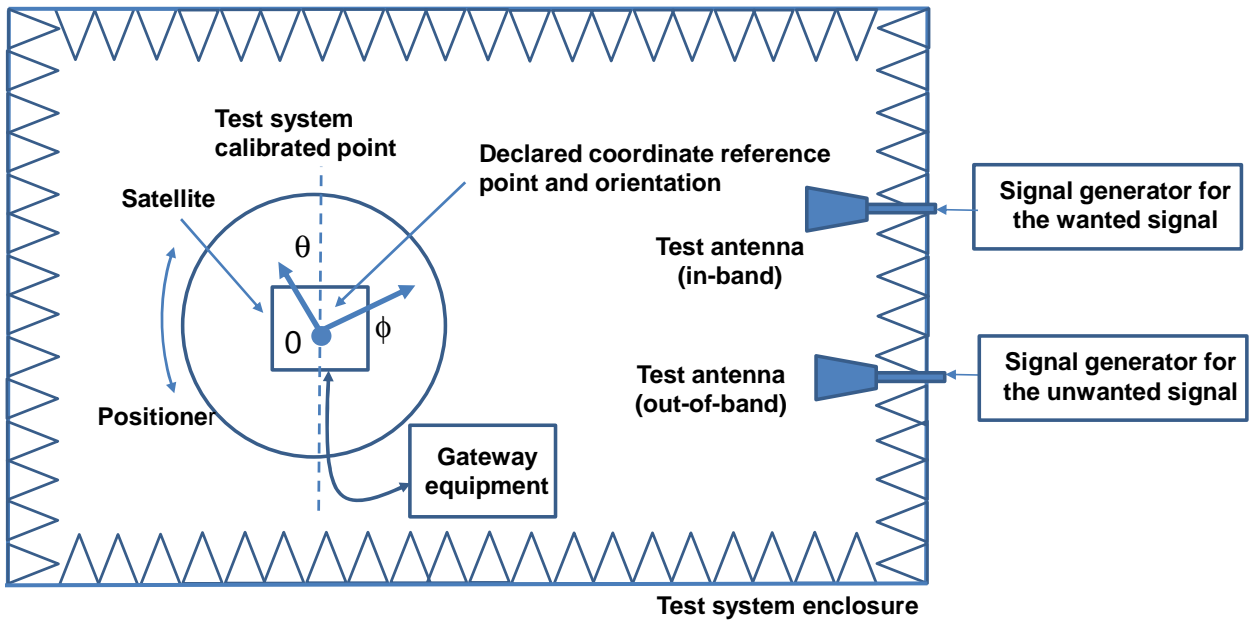 Test system
calibrated point
Declared coordinate reference
point and orientation
Satellite
θ
0
ϕ
Positioner
Gateway
equipment
Test antenna
(in-band)
Signal generator for
the wanted signal
Test antenna
(out-of-band)
Signal generator for
the unwanted signal
Test system enclosure